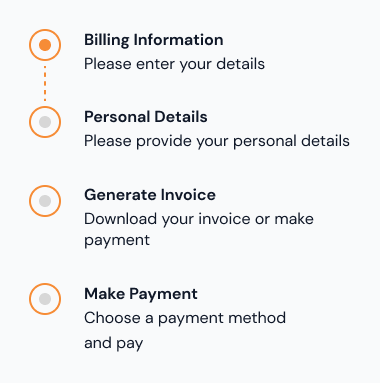 Billing Information
Please enter your details
Personal Details
Please provide your personal details
Generate Invoice
Download your invoice or make
payment
Make Payment
Choose a payment method
and pay